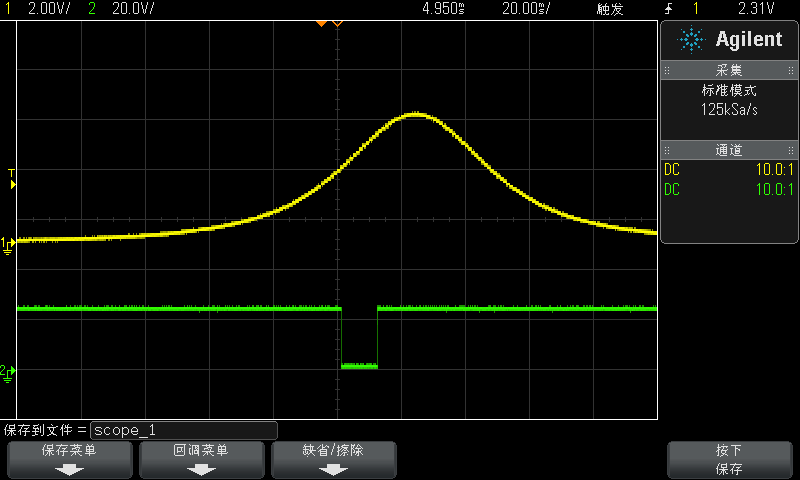 1 2.00V/ 2 20.0V/ 4.950s 20.00s/ 触发 1 2.31V
Agilent
采集
标准模式
125kSa/s
通道
DC 10.0:1
DC 10.0:1
T
1
2
保存到文件 = scope_1
保存菜单 回调菜单 缺省/擦除 按下
保存